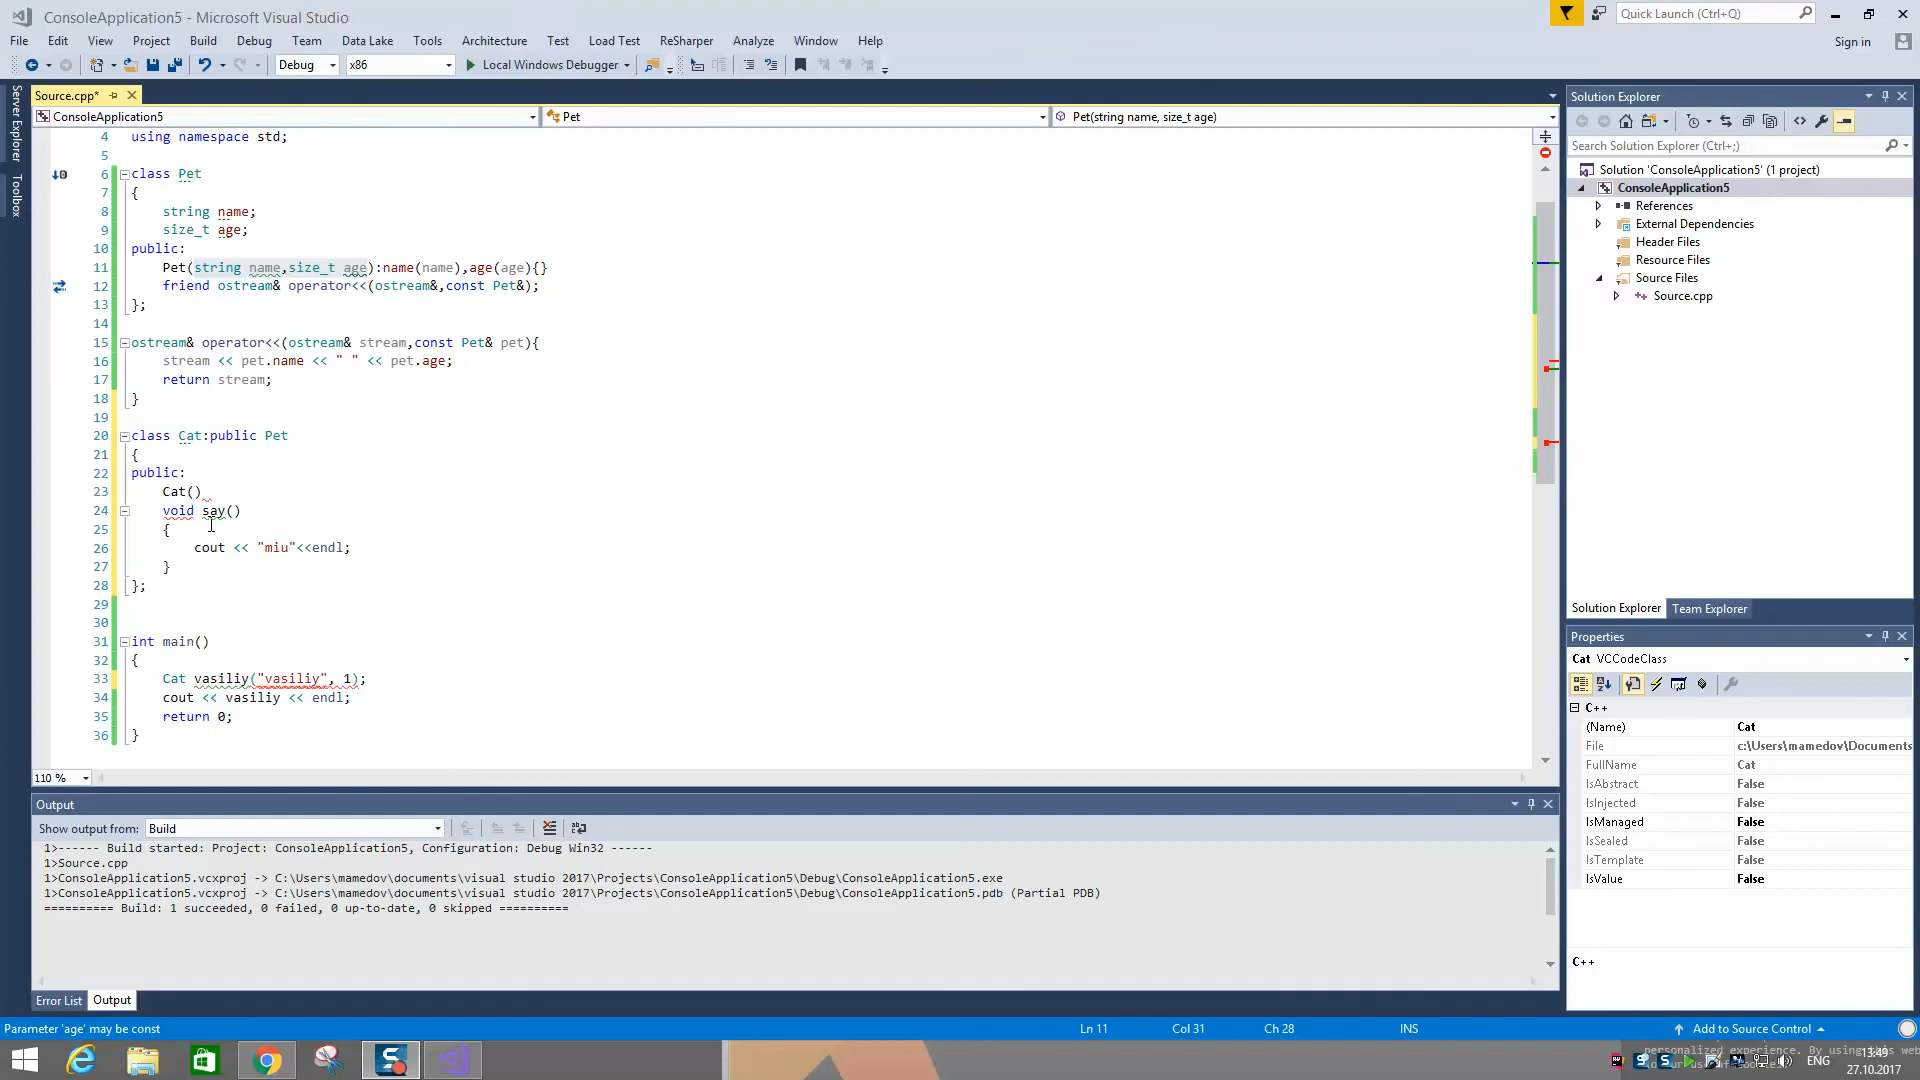 ConsoleApplication5 - Microsoft Visual Studio
Quick Launch (Ctrl+Q)
File Edit View Project Build Debug Team Data Lake Tools Architecture Test Load Test ReSharper Analyze Window Help
Sign in
Debug x86 Local Windows Debugger
Server Explorer
Toolbox
Source.cpp*
ConsoleApplication5 Pet Pet(string name, size_t age)
4 using namespace std;
5
6 class Pet
7 {
8 string name;
9 size_t age;
10 public:
11 Pet(string name,size_t age):name(name),age(age){}
12 friend ostream& operator<<(ostream&,const Pet&);
13 };
14
15 ostream& operator<<(ostream& stream,const Pet& pet){
16 stream << pet.name << " " << pet.age;
17 return stream;
18 }
19
20 class Cat:public Pet
21 {
22 public:
23 Cat()
24 void say()
25 {
26 cout << "miu"<<endl;
27 }
28 };
29
30
31 int main()
32 {
33 Cat vasiliy("vasiliy", 1);
34 cout << vasiliy << endl;
35 return 0;
36 }
110 %
Output
Show output from: Build
1>------ Build started: Project: ConsoleApplication5, Configuration: Debug Win32 ------
1>Source.cpp
1>ConsoleApplication5.vcxproj -> C:\Users\mamedov\documents\visual studio 2017\Projects\ConsoleApplication5\Debug\ConsoleApplication5.exe
1>ConsoleApplication5.vcxproj -> C:\Users\mamedov\documents\visual studio 2017\Projects\ConsoleApplication5\Debug\ConsoleApplication5.pdb (Partial PDB)
========== Build: 1 succeeded, 0 failed, 0 up-to-date, 0 skipped ==========
Error List Output
Solution Explorer
Search Solution Explorer (Ctrl+;)
Solution 'ConsoleApplication5' (1 project)
ConsoleApplication5
References
External Dependencies
Header Files
Resource Files
Source Files
Source.cpp
Solution Explorer Team Explorer
Properties
Cat VCCodeClass
C++
(Name) Cat
File c:\Users\mamedov\Documents
FullName Cat
IsAbstract False
IsInjected False
IsManaged False
IsSealed False
IsTemplate False
IsValue False
C++
Parameter 'age' may be const Ln 11 Col 31 Ch 28 INS Add to Source Control
ENG
13:49
27.10.2017